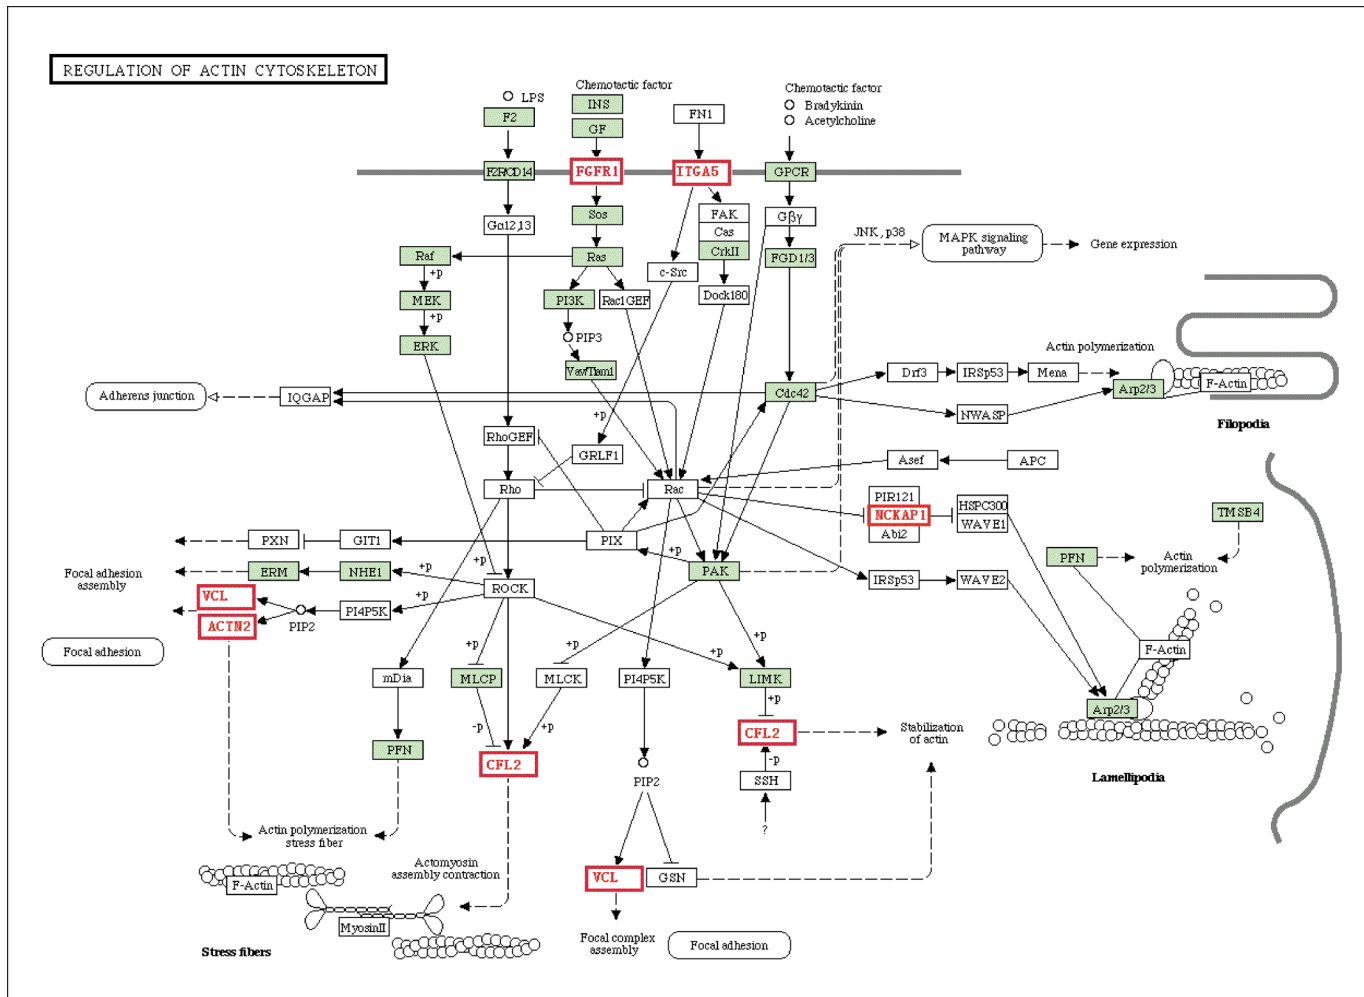 REGULATION OF ACTIN CYTOSKELETON
Chemotactic factor
Chemotactic factor
LPS
INS
Bradykinin
F2
GF
FN1
Acetylcholine
F2R/CD14
FGFR1
ITGA5
GPCR
Gα12,13
Sos
FAK
Gβγ
Cas
JNK, p38
MAPK signaling
pathway
Gene expression
Raf
Ras
CrkII
FGD1/3
+p
c-Src
MEK
PI3K
Rac1GEF
Dock180
+p
PIP3
ERK
Vav/Tiam1
Actin polymerization
Drf3
IRSp53
Mena
F-Actin
Adherens junction
IQGAP
Cdc42
Arp2/3
+p
NWASP
Filopodia
RhoGEF
GRLF1
Asef
APC
Rho
Rac
PIR121
HSPC300
NCKAP1
WAVE1
TMSB4
Abi2
PXN
GIT1
PIX
+p
+p
PFN
Actin
polymerization
Focal adhesion
assembly
ERM
NHE1
+p
PAK
IRSp53
WAVE2
ROCK
VCL
+p
ACTN2
PIP2
PI4P5K
Focal adhesion
+p
+p
+p
+p
F-Actin
mDia
MLCP
MLCK
PI4P5K
LIMK
+p
Arp2/3
-p
+p
CFL2
Stabilization
of actin
PFN
CFL2
-p
PIP2
SSH
Lamellipodia
?
Actin polymerization
stress fiber
Actomyosin
assembly contraction
F-Actin
VCL
GSN
MyosinII
Stress fibers
Focal complex
assembly
Focal adhesion